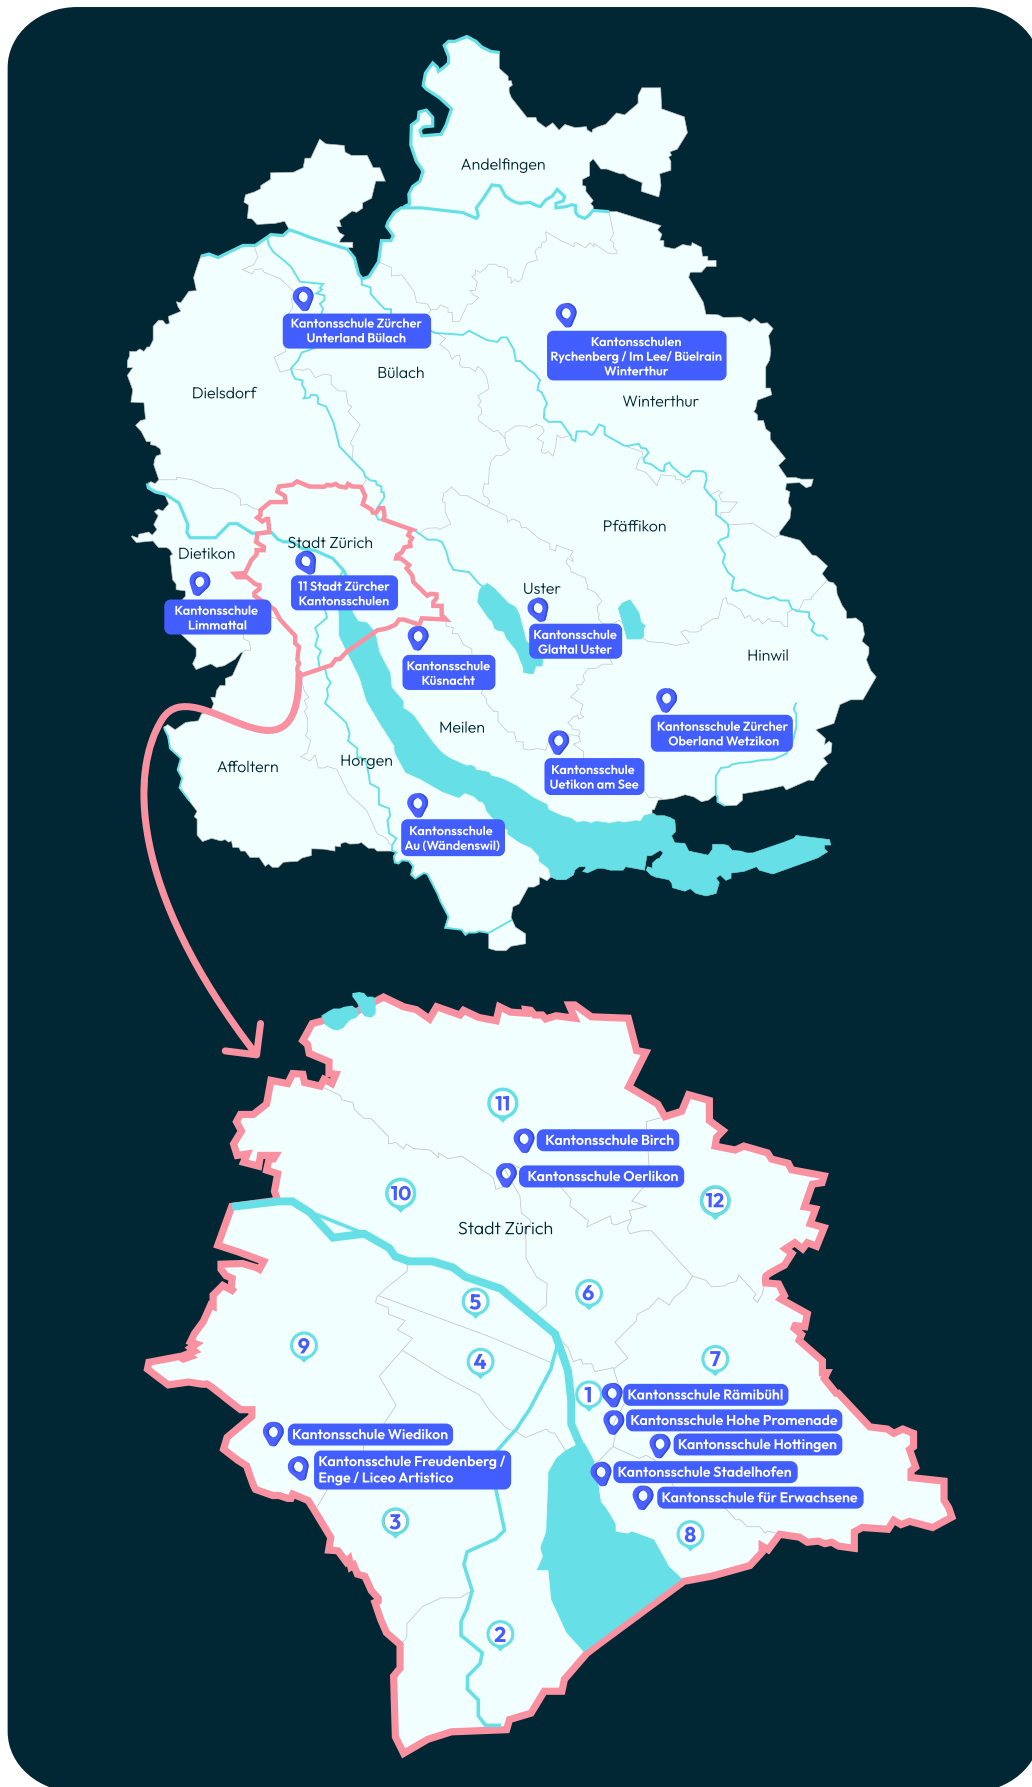 Andelfingen
Kantonsschule Zürcher
Unterland Bülach
Kantonsschulen
Rychenberg / Im Lee/ Büelrain
Winterthur
Bülach
Dielsdorf
Winterthur
Pfäffikon
Stadt Zürich
Dietikon
11 Stadt Zürcher
Kantonsschulen
Uster
Kantonsschule
Limmattal
Kantonsschule
Glattal Uster
Hinwil
Kantonsschule
Küsnacht
Meilen
Kantonsschule Zürcher
Oberland Wetzikon
Horgen
Affoltern
Kantonsschule
Uetikon am See
Kantonsschule
Au (Wändenswil)
11
Kantonsschule Birch
Kantonsschule Oerlikon
10
12
Stadt Zürich
6
5
9
4
7
1
Kantonsschule Rämibühl
Kantonsschule Hohe Promenade
Kantonsschule Wiedikon
Kantonsschule Hottingen
Kantonsschule Freudenberg /
Enge / Liceo Artistico
Kantonsschule Stadelhofen
Kantonsschule für Erwachsene
3
8
2